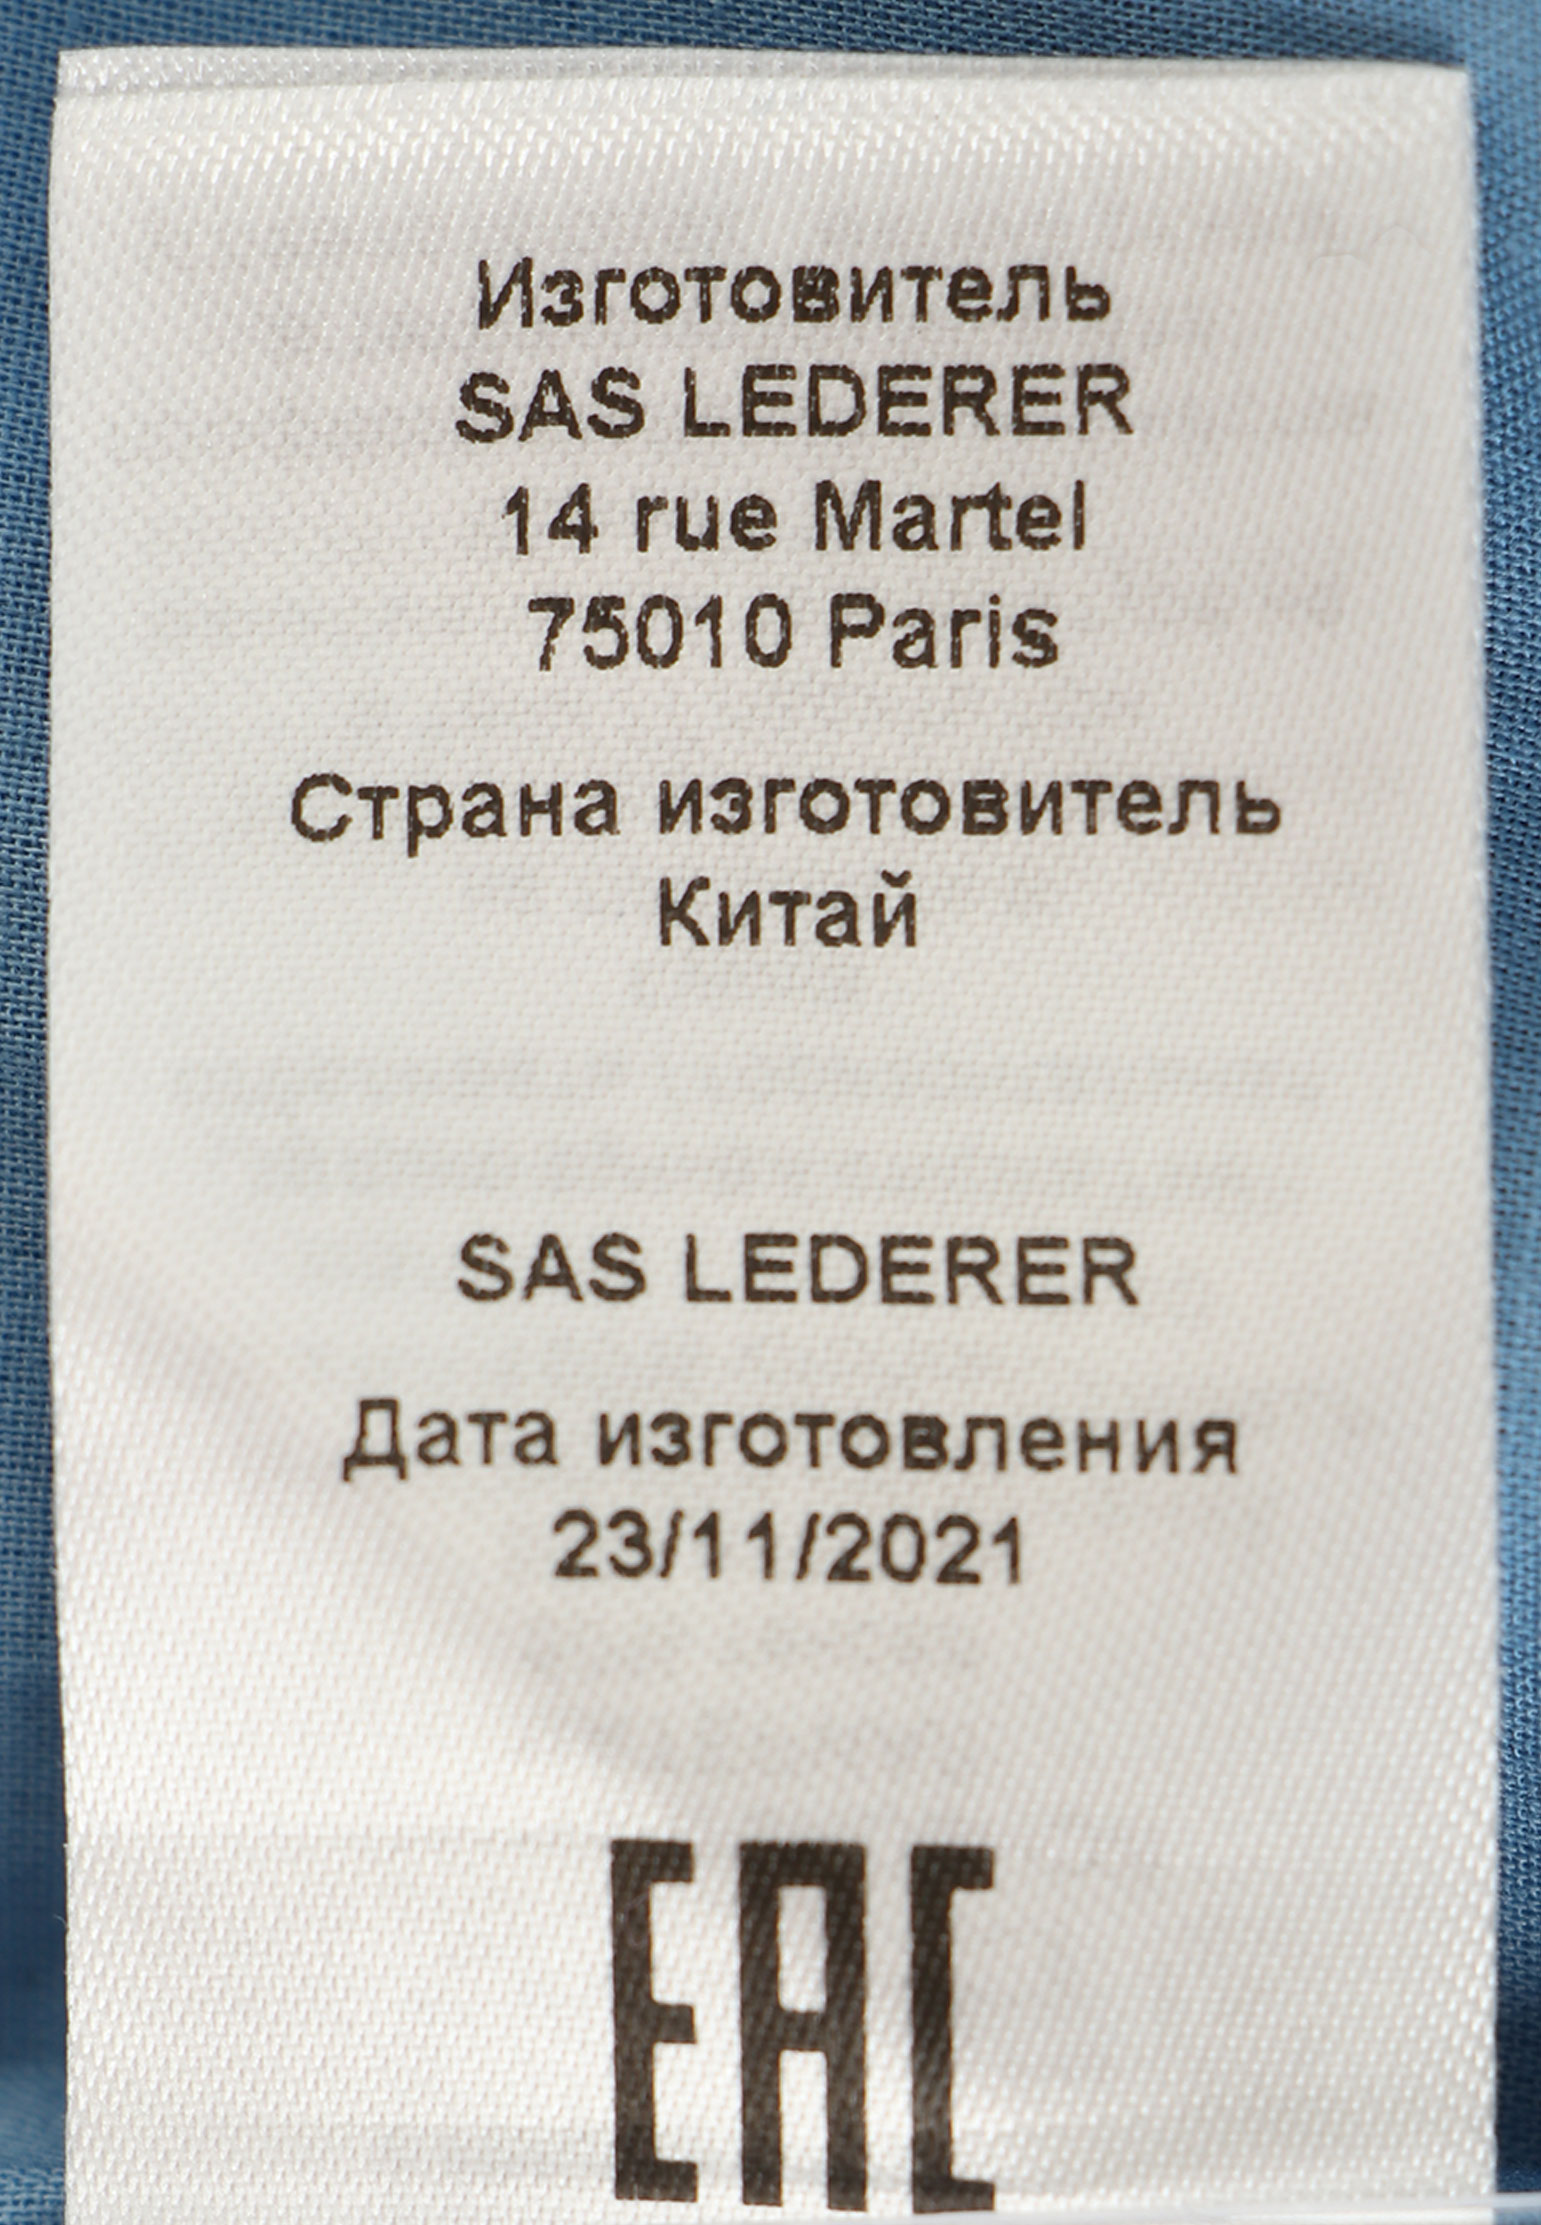 Изготовитель
SAS LEDERER
14 rue Martel
75010 Paris
Страна изготовитель
Китай
SAS LEDERER
Дата изготовления
23/11/2021
EAC